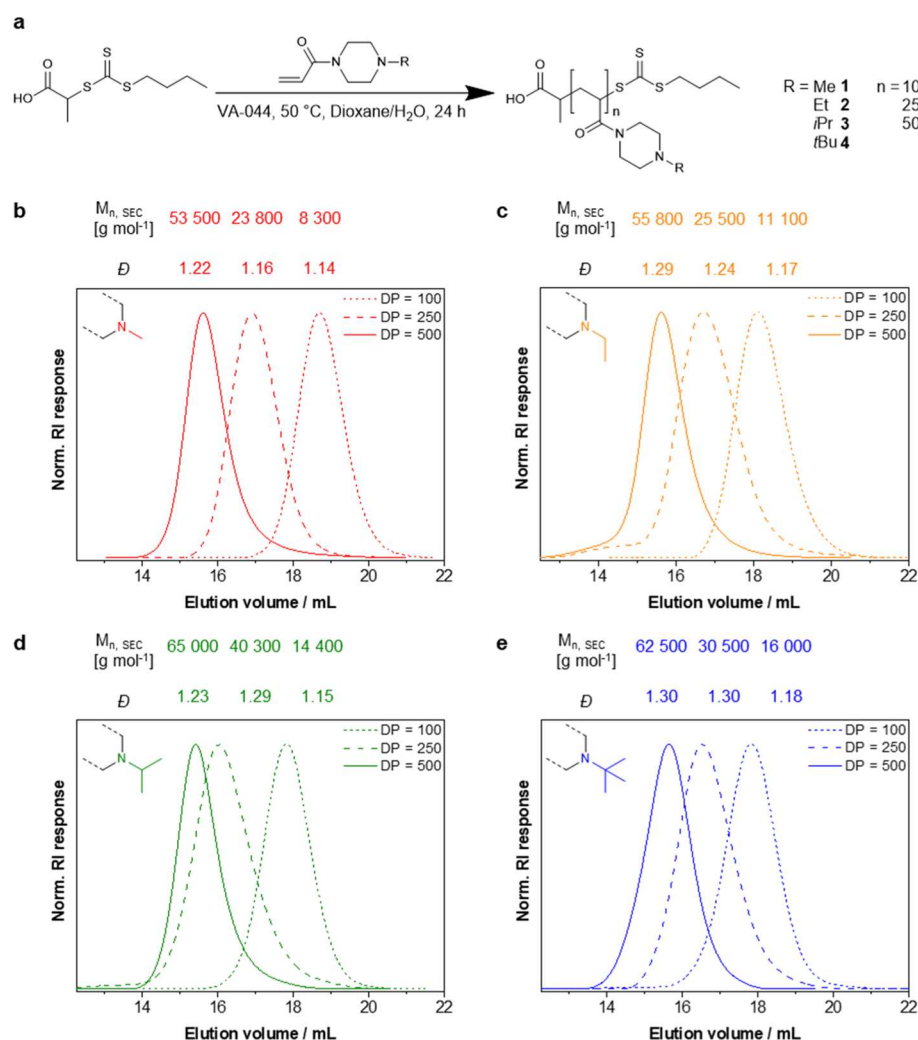 a
O
HO
S
S
S
O
N
N
R
VA-044, 50 °C, Dioxane/H₂O, 24 h
O
HO
n
S
S
S
O
N
N
R
R = Me 1 n = 10
Et 2 25
iPr 3 50
tBu 4
b
Mn, SEC
[g mol-1]
53 500 23 800 8 300
Đ 1.22 1.16 1.14
N
DP = 100
DP = 250
DP = 500
Norm. RI response
14 16 18 20 22
Elution volume / mL
c
Mn, SEC
[g mol-1]
55 800 25 500 11 100
Đ 1.29 1.24 1.17
N
DP = 100
DP = 250
DP = 500
Norm. RI response
14 16 18 20 22
Elution volume / mL
d
Mn, SEC
[g mol-1]
65 000 40 300 14 400
Đ 1.23 1.29 1.15
N
DP = 100
DP = 250
DP = 500
Norm. RI response
14 16 18 20 22
Elution volume / mL
e
Mn, SEC
[g mol-1]
62 500 30 500 16 000
Đ 1.30 1.30 1.18
N
DP = 100
DP = 250
DP = 500
Norm. RI response
14 16 18 20 22
Elution volume / mL